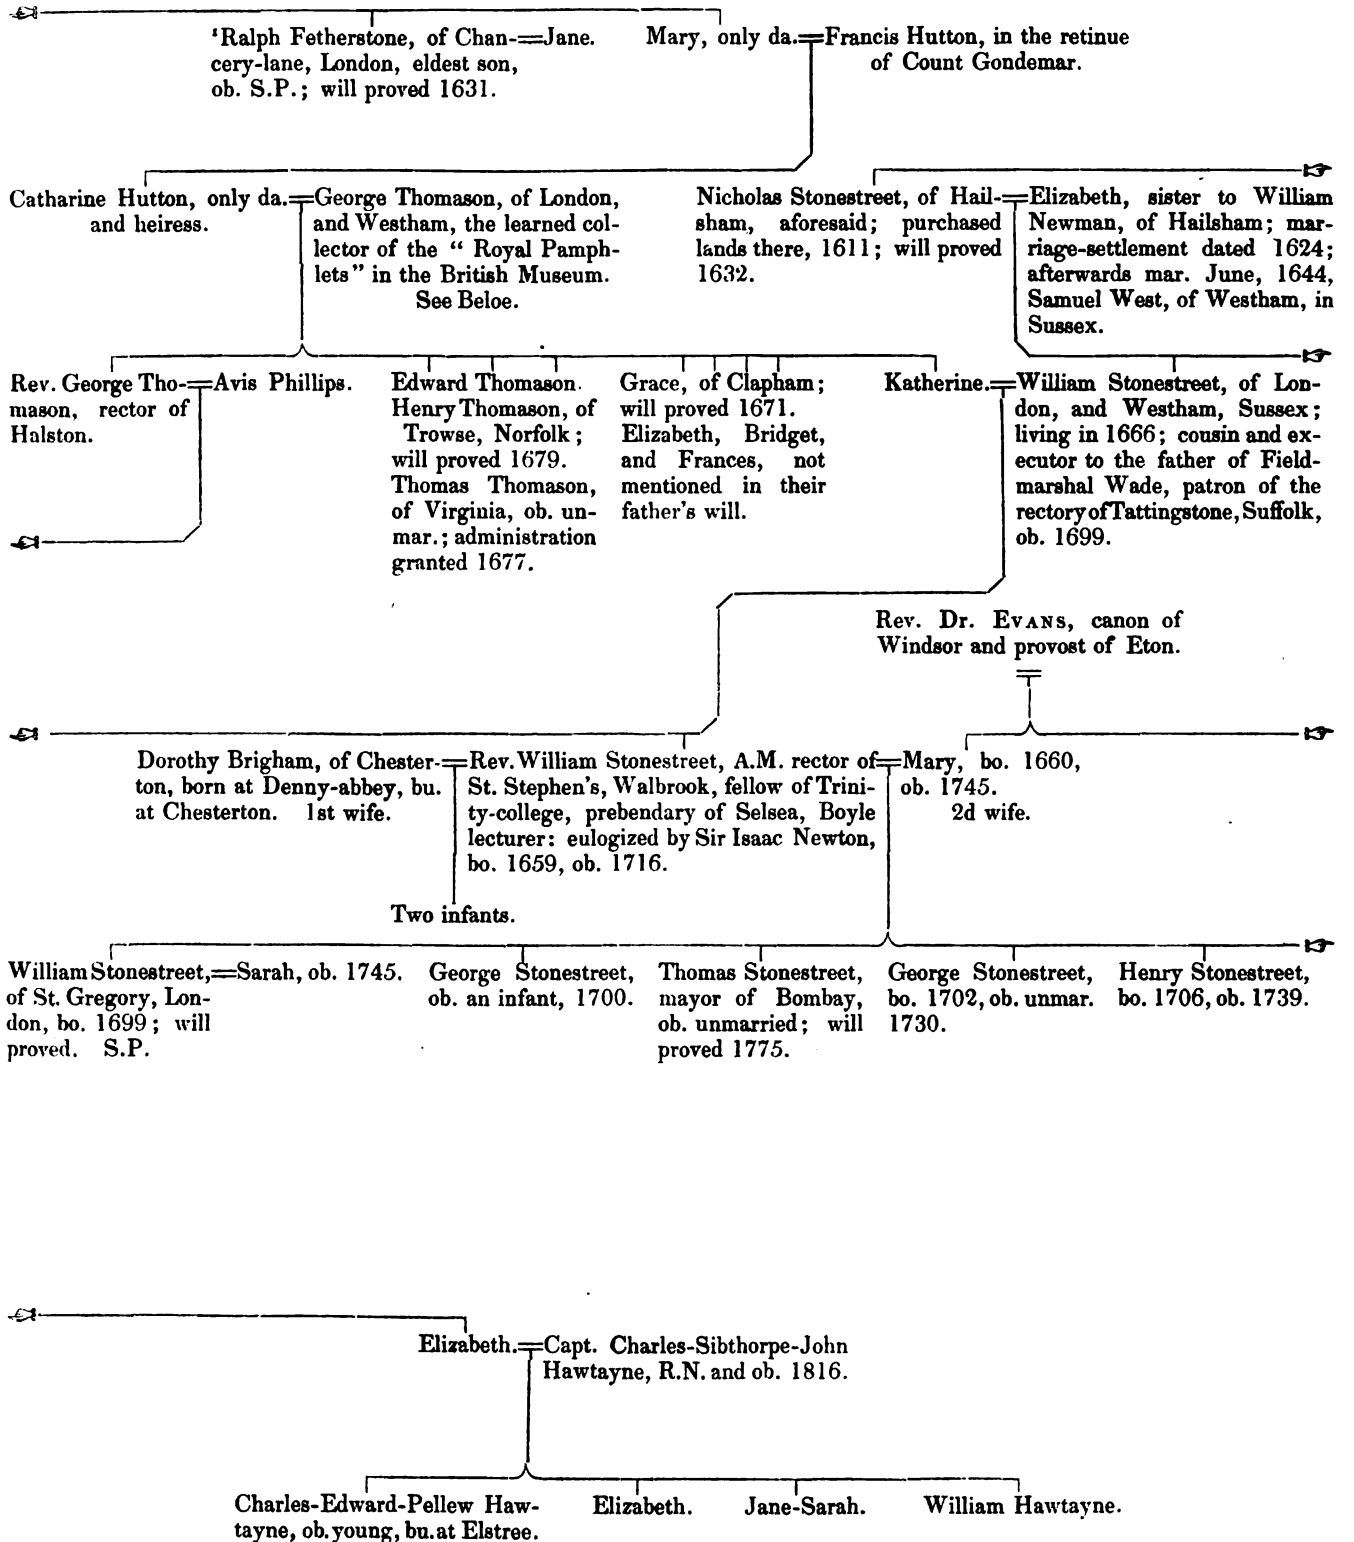 Ralph Fetherstone, of Chan-
cery-lane, London, eldest son,
ob. S.P.; will proved 1631.
Jane.
Mary, only da.
Francis Hutton, in the retinue
of Count Gondemar.
Catharine Hutton, only da.
and heiress.
George Thomason, of London,
and Westham, the learned col-
lector of the “ Royal Pamph-
lets” in the British Museum.
See Beloe.
Nicholas Stonestreet, of Hail-
sham, aforesaid; purchased
lands there, 1611; will proved
1632.
Elizabeth, sister to William
Newman, of Hailsham; mar-
riage-settlement dated 1624;
afterwards mar. June, 1644,
Samuel West, of Westham, in
Sussex.
Rev. George Tho-
mason, rector of
Halston.
Avis Phillips.
Edward Thomason.
Henry Thomason, of
Trowse, Norfolk;
will proved 1679.
Thomas Thomason,
of Virginia, ob. un-
mar.; administration
granted 1677.
Grace, of Clapham;
will proved 1671.
Elizabeth, Bridget,
and Frances, not
mentioned in their
father's will.
Katherine.
William Stonestreet, of Lon-
don, and Westham, Sussex;
living in 1666; cousin and ex-
ecutor to the father of Field-
marshal Wade, patron of the
rectory of Tattingstone, Suffolk,
ob. 1699.
Rev. Dr. EVANS, canon of
Windsor and provost of Eton.
Dorothy Brigham, of Chester-
ton, born at Denny-abbey, bu.
at Chesterton. 1st wife.
Rev. William Stonestreet, A.M. rector of
St. Stephen's, Walbrook, fellow of Trini-
ty-college, prebendary of Selsea, Boyle
lecturer: eulogized by Sir Isaac Newton,
bo. 1659, ob. 1716.
Mary, bo. 1660,
ob. 1745.
2d wife.
Two infants.
William Stonestreet,
of St. Gregory, Lon-
don, bo. 1699; will
proved. S.P.
Sarah, ob. 1745.
George Stonestreet,
ob. an infant, 1700.
Thomas Stonestreet,
mayor of Bombay,
ob. unmarried; will
proved 1775.
George Stonestreet,
bo. 1702, ob. unmar.
1730.
Henry Stonestreet,
bo. 1706, ob. 1739.
Elizabeth.
Capt. Charles-Sibthorpe-John
Hawtayne, R.N. and ob. 1816.
Charles-Edward-Pellew Haw-
tayne, ob. young, bu. at Elstree.
Elizabeth.
Jane-Sarah.
William Hawtayne.